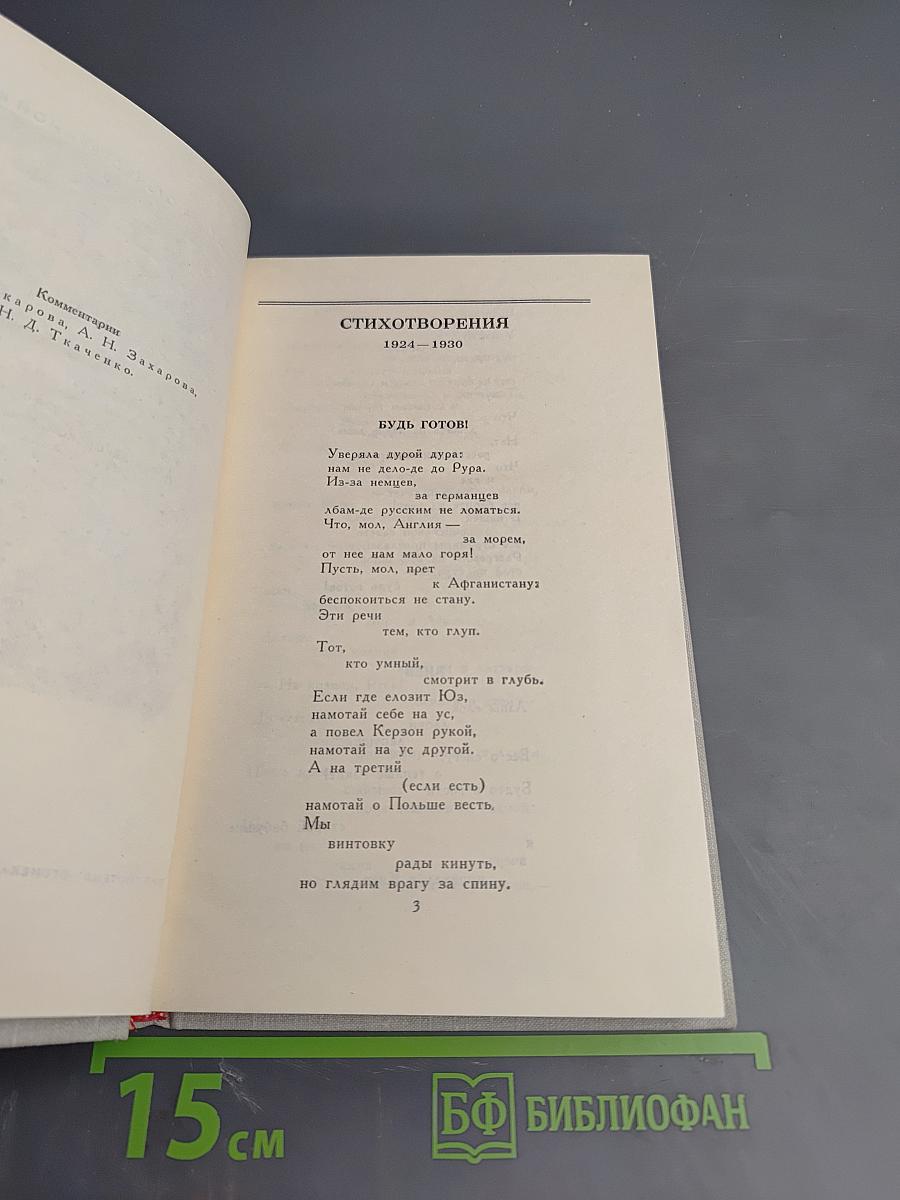 Комментарии
карова, А. Н. Захарова,
Н. Д. Ткаченко.
СТИХОТВОРЕНИЯ
1924—1930
БУДЬ ГОТОВ!
Уверяла дурой дура:
нам не дело-де до Рура.
Из-за немцев,
за германцев
лбам-де русским не ломаться.
Что, мол, Англия —
за морем,
от нее нам мало горя!
Пусть, мол, прет
к Афганистану:
беспокоиться не стану.
Эти речи
тем, кто глуп.
Тот,
кто умный,
смотрит в глубь.
Если где елозит Юз,
намотай себе на ус,
а повел Керзон рукой,
намотай на ус другой.
А на третий
(если есть)
намотай о Польше весть.
Мы
винтовку
рады кинуть,
но глядим врагу за спину.
3
15 см
БФ БИБЛИОФАН